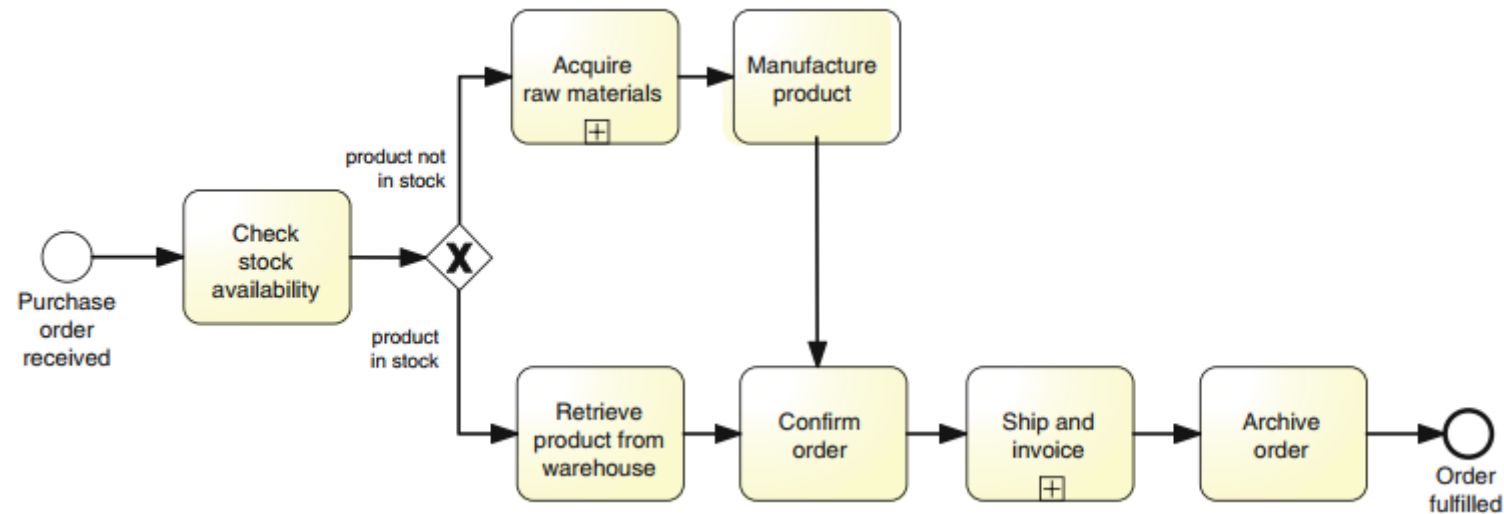 Purchase
order
received
Check
stock
availability
X
product not
in stock
product
in stock
Acquire
raw materials
Manufacture
product
Retrieve
product from
warehouse
Confirm
order
Ship and
invoice
Archive
order
Order
fulfilled